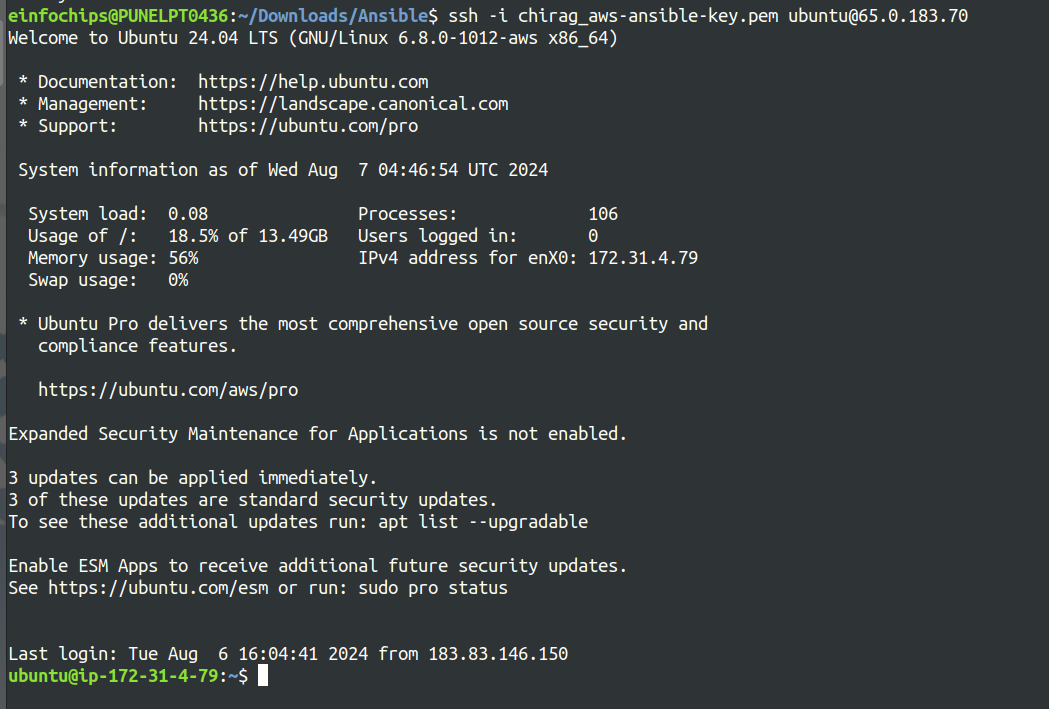 einfochips@PUNELPT0436:~/Downloads/Ansible$ ssh -i chirag_aws-ansible-key.pem ubuntu@65.0.183.70
Welcome to Ubuntu 24.04 LTS (GNU/Linux 6.8.0-1012-aws x86_64)

 * Documentation:  https://help.ubuntu.com
 * Management:     https://landscape.canonical.com
 * Support:        https://ubuntu.com/pro

 System information as of Wed Aug  7 04:46:54 UTC 2024

  System load:  0.08               Processes:             106
  Usage of /:   18.5% of 13.49GB   Users logged in:       0
  Memory usage: 56%                IPv4 address for enX0: 172.31.4.79
  Swap usage:   0%

 * Ubuntu Pro delivers the most comprehensive open source security and
   compliance features.

   https://ubuntu.com/aws/pro

Expanded Security Maintenance for Applications is not enabled.

3 updates can be applied immediately.
3 of these updates are standard security updates.
To see these additional updates run: apt list --upgradable

Enable ESM Apps to receive additional future security updates.
See https://ubuntu.com/esm or run: sudo pro status


Last login: Tue Aug  6 16:04:41 2024 from 183.83.146.150
ubuntu@ip-172-31-4-79:~$